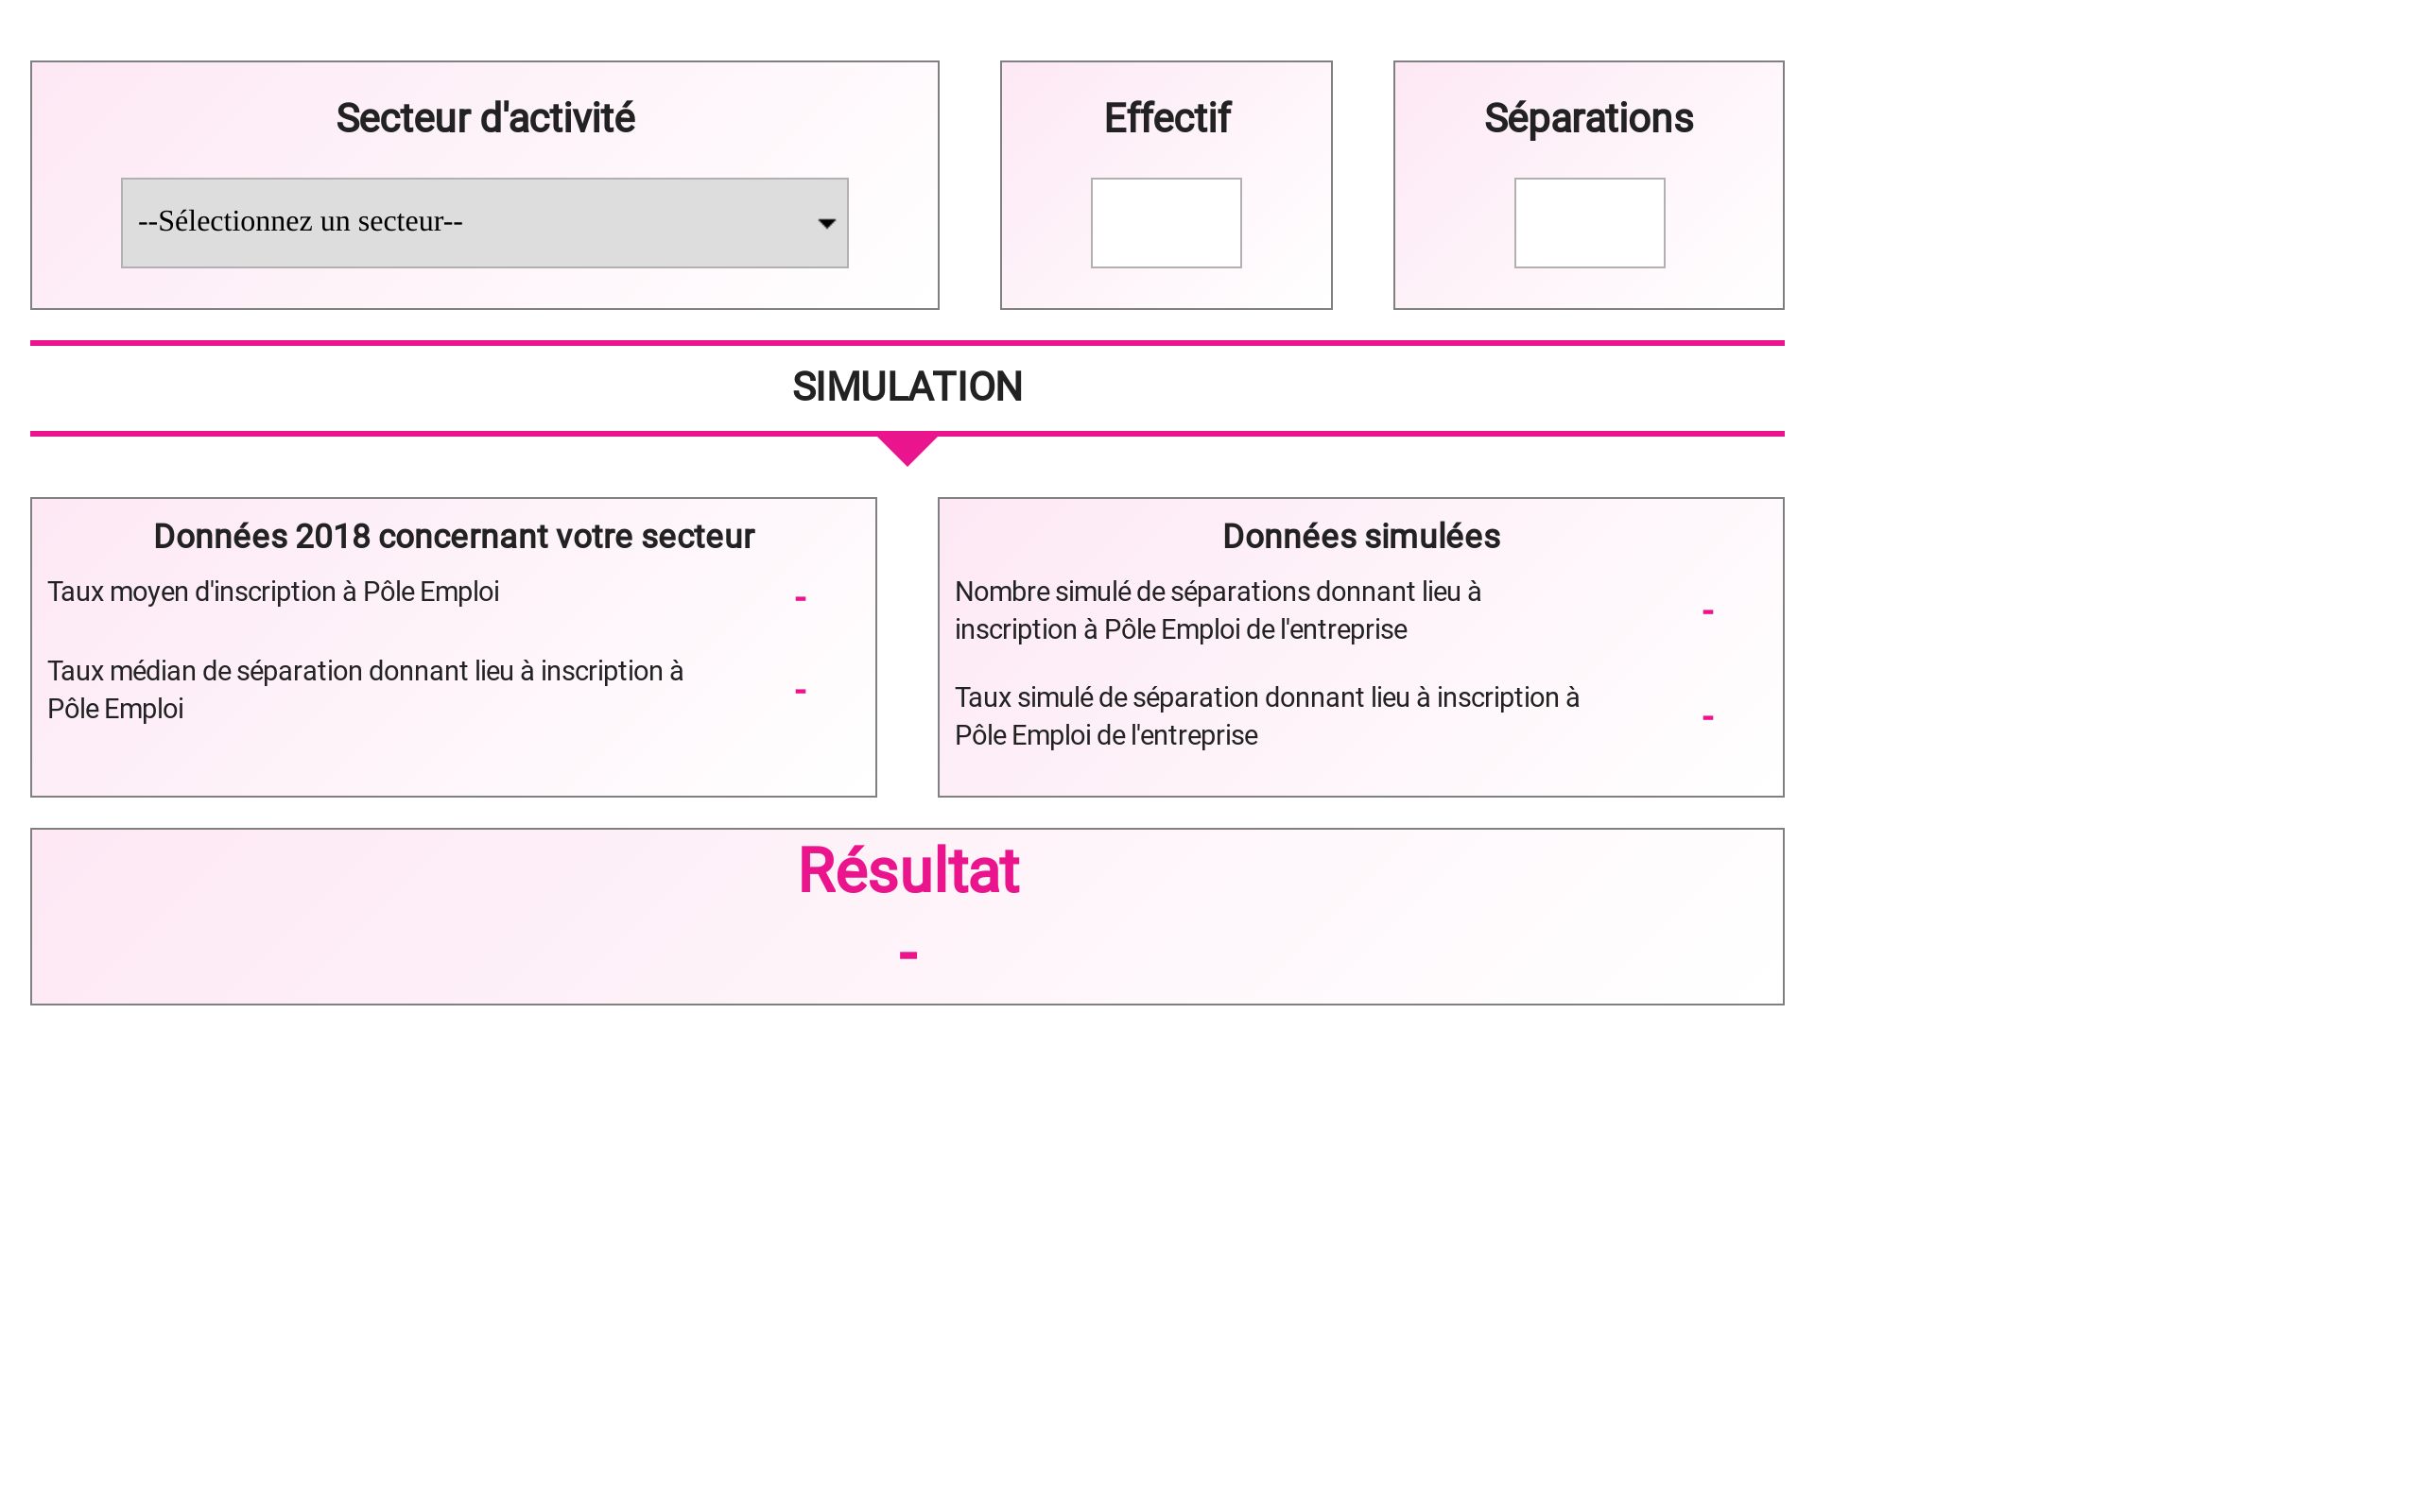 Secteur d'activité
--Sélectionnez un secteur--
Effectif
Séparations
SIMULATION
Données 2018 concernant votre secteur
Taux moyen d'inscription à Pôle Emploi
-
Taux médian de séparation donnant lieu à inscription à
Pôle Emploi
-
Données simulées
Nombre simulé de séparations donnant lieu à
inscription à Pôle Emploi de l'entreprise
-
Taux simulé de séparation donnant lieu à inscription à
Pôle Emploi de l'entreprise
-
Résultat
-